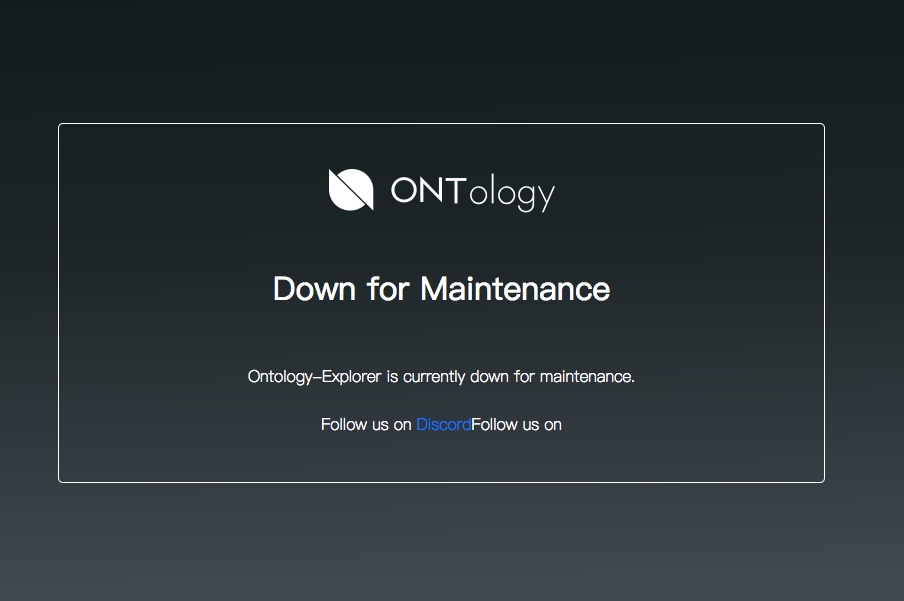 ONTology
Down for Maintenance
Ontology-Explorer is currently down for maintenance.
Follow us on DiscordFollow us on